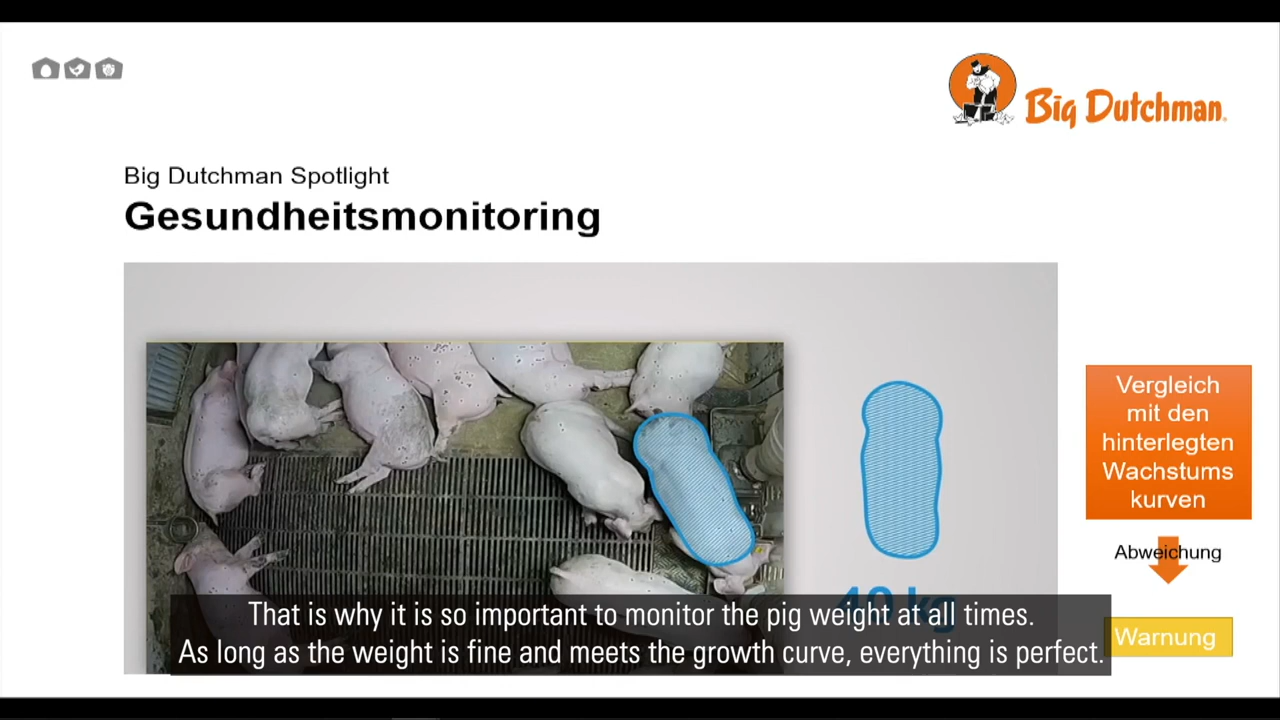 Big Dutchman
Big Dutchman Spotlight
Gesundheitsmonitoring
Vergleich
mit den
hinterlegten
Wachstums
kurven
Abweichung
40 kg
Warnung
That is why it is so important to monitor the pig weight at all times.
As long as the weight is fine and meets the growth curve, everything is perfect.